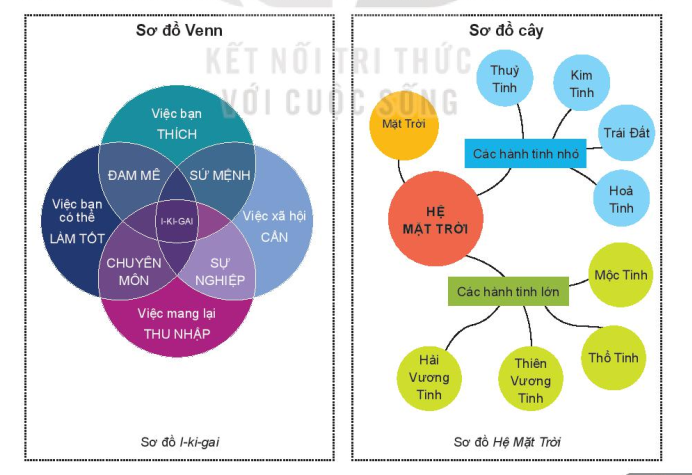 Sơ đồ Venn
KẾT NỐI TRI THỨC
VỚI CUỘC SỐNG
Việc bạn
THÍCH
ĐAM MÊ
SỨ MỆNH
Việc bạn
có thể
LÀM TỐT
I-KI-GAI
Việc xã hội
CẦN
CHUYÊN
MÔN
SỰ
NGHIỆP
Việc mang lại
THU NHẬP
Sơ đồ I-ki-gai
Sơ đồ cây
Thuỷ
Tinh
Kim
Tinh
Mặt Trời
Trái Đất
Các hành tinh nhỏ
Hoả
Tinh
HỆ
MẶT TRỜI
Mộc Tinh
Các hành tinh lớn
Thổ Tinh
Hải
Vương
Tinh
Thiên
Vương
Tinh
Sơ đồ Hệ Mặt Trời